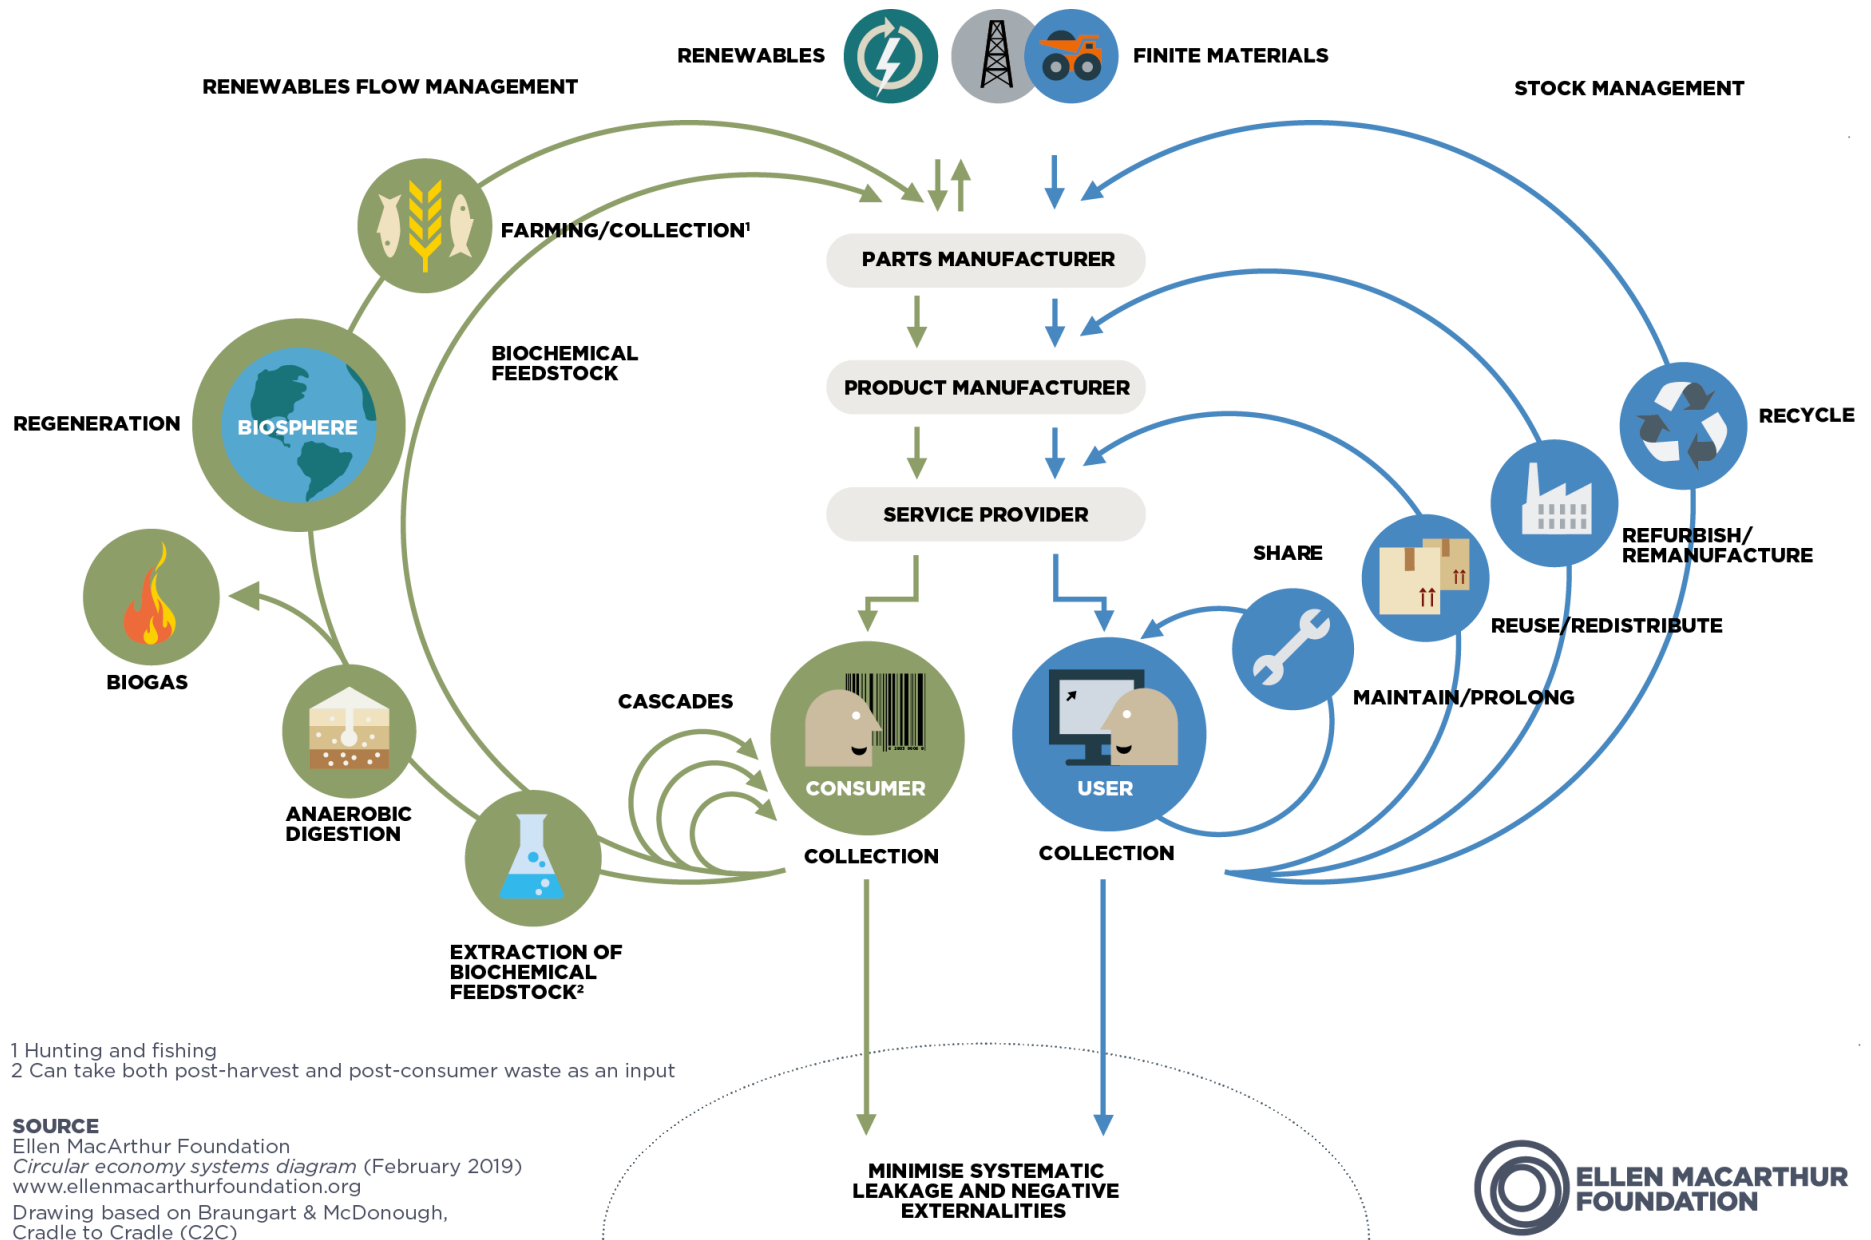 RENEWABLES
FINITE MATERIALS
RENEWABLES FLOW MANAGEMENT
STOCK MANAGEMENT
FARMING/COLLECTION¹
PARTS MANUFACTURER
BIOCHEMICAL
FEEDSTOCK
PRODUCT MANUFACTURER
REGENERATION
BIOSPHERE
RECYCLE
SERVICE PROVIDER
SHARE
REFURBISH/
REMANUFACTURE
REUSE/REDISTRIBUTE
BIOGAS
CASCADES
MAINTAIN/PROLONG
CONSUMER
USER
ANAEROBIC
DIGESTION
COLLECTION
COLLECTION
EXTRACTION OF
BIOCHEMICAL
FEEDSTOCK²
1 Hunting and fishing
2 Can take both post-harvest and post-consumer waste as an input
SOURCE
Ellen MacArthur Foundation
Circular economy systems diagram (February 2019)
www.ellenmacarthurfoundation.org
Drawing based on Braungart & McDonough,
Cradle to Cradle (C2C)
MINIMISE SYSTEMATIC
LEAKAGE AND NEGATIVE
EXTERNALITIES
ELLEN MACARTHUR
FOUNDATION